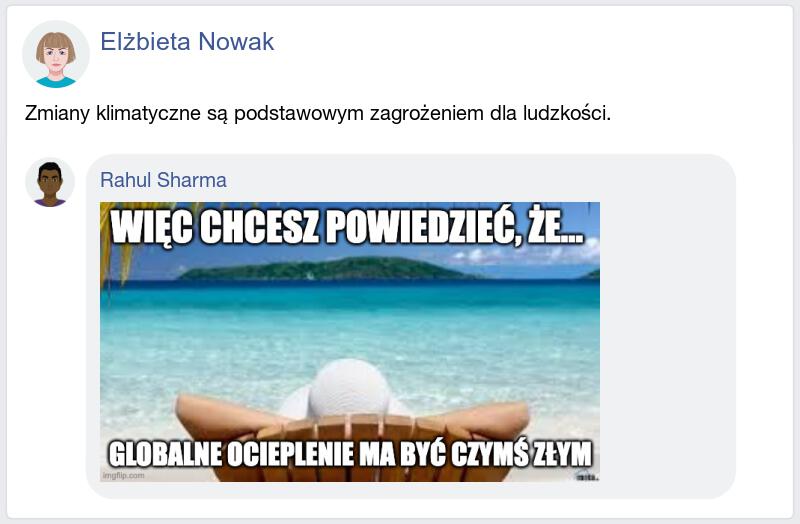 Elżbieta Nowak
Zmiany klimatyczne są podstawowym zagrożeniem dla ludzkości.
Rahul Sharma
WIĘC CHCESZ POWIEDZIEĆ, ŻE...
GLOBALNE OCIEPLENIE MA BYĆ CZYMŚ ZŁYM
imgflip.com